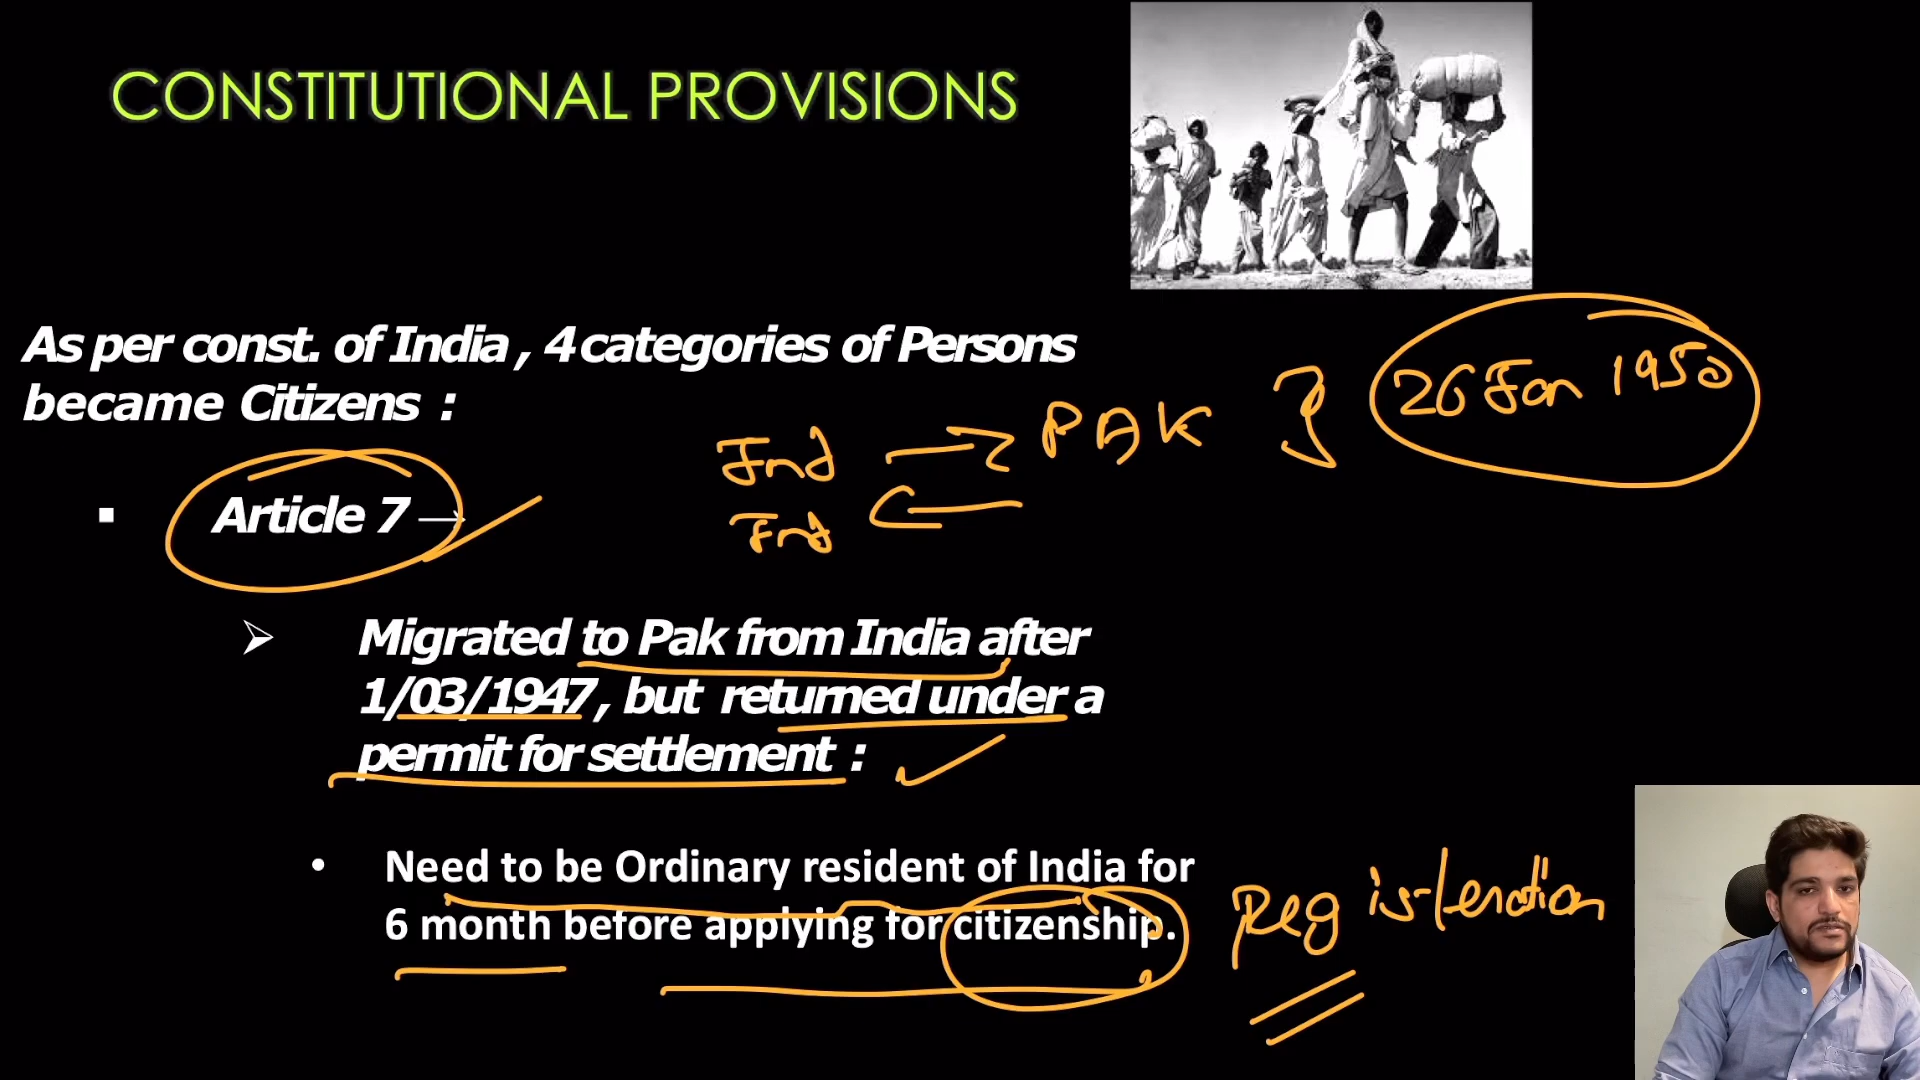 CONSTITUTIONAL PROVISIONS
As per const. of India , 4 categories of Persons
became Citizens :
26 Jan 1950
Ind → PAK }
Ind ←
▪ Article 7 →
➢ Migrated to Pak from India after
1/03/1947, but returned under a
permit for settlement :
• Need to be Ordinary resident of India for
6 month before applying for citizenship.
Registeration